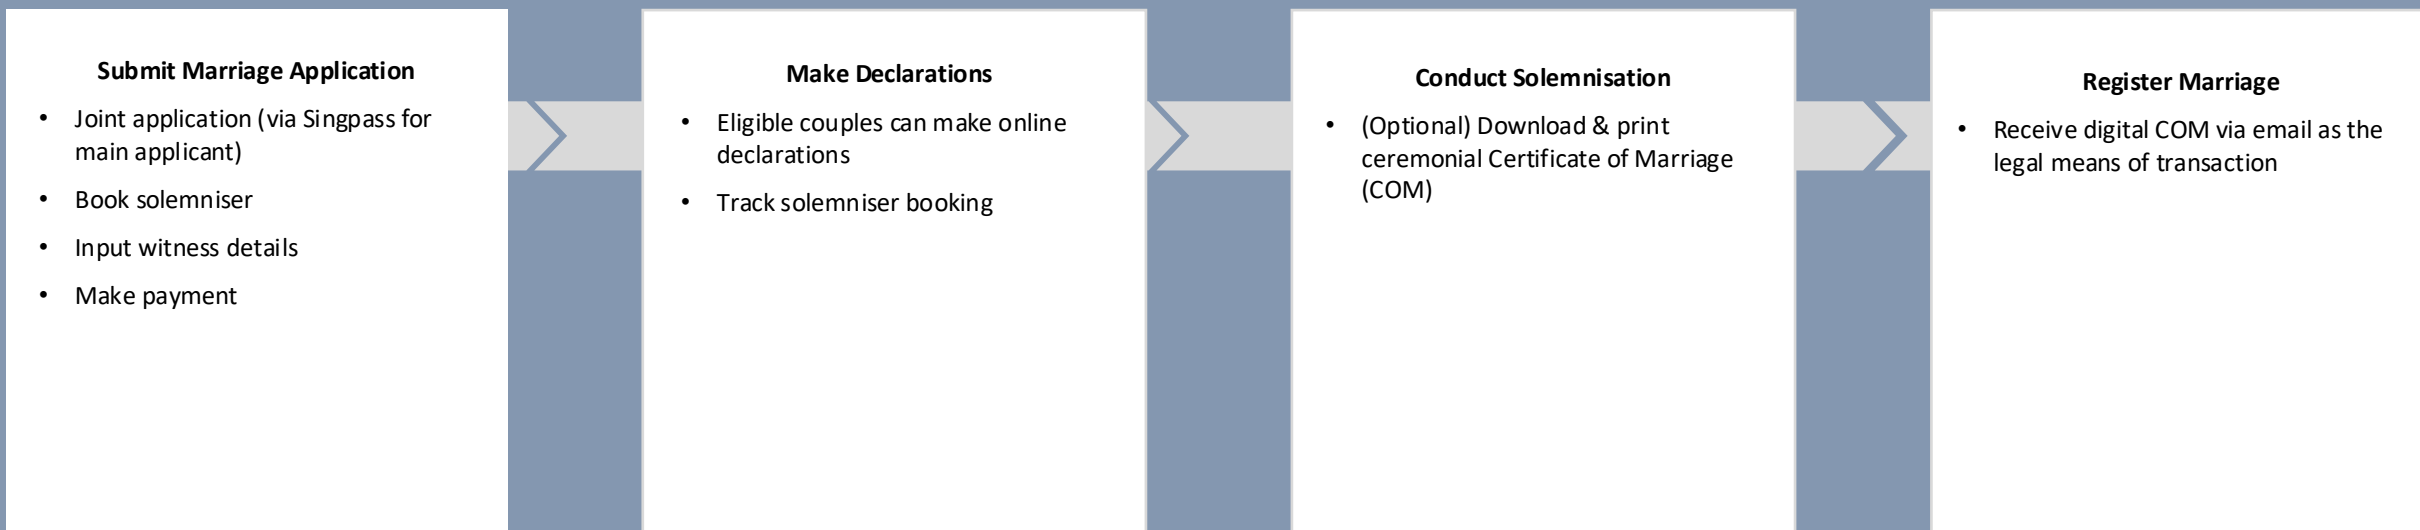 Submit Marriage Application
• Joint application (via Singpass for
main applicant)
• Book solemniser
• Input witness details
• Make payment
Make Declarations
• Eligible couples can make online
declarations
• Track solemniser booking
Conduct Solemnisation
• (Optional) Download & print
ceremonial Certificate of Marriage
(COM)
Register Marriage
• Receive digital COM via email as the
legal means of transaction